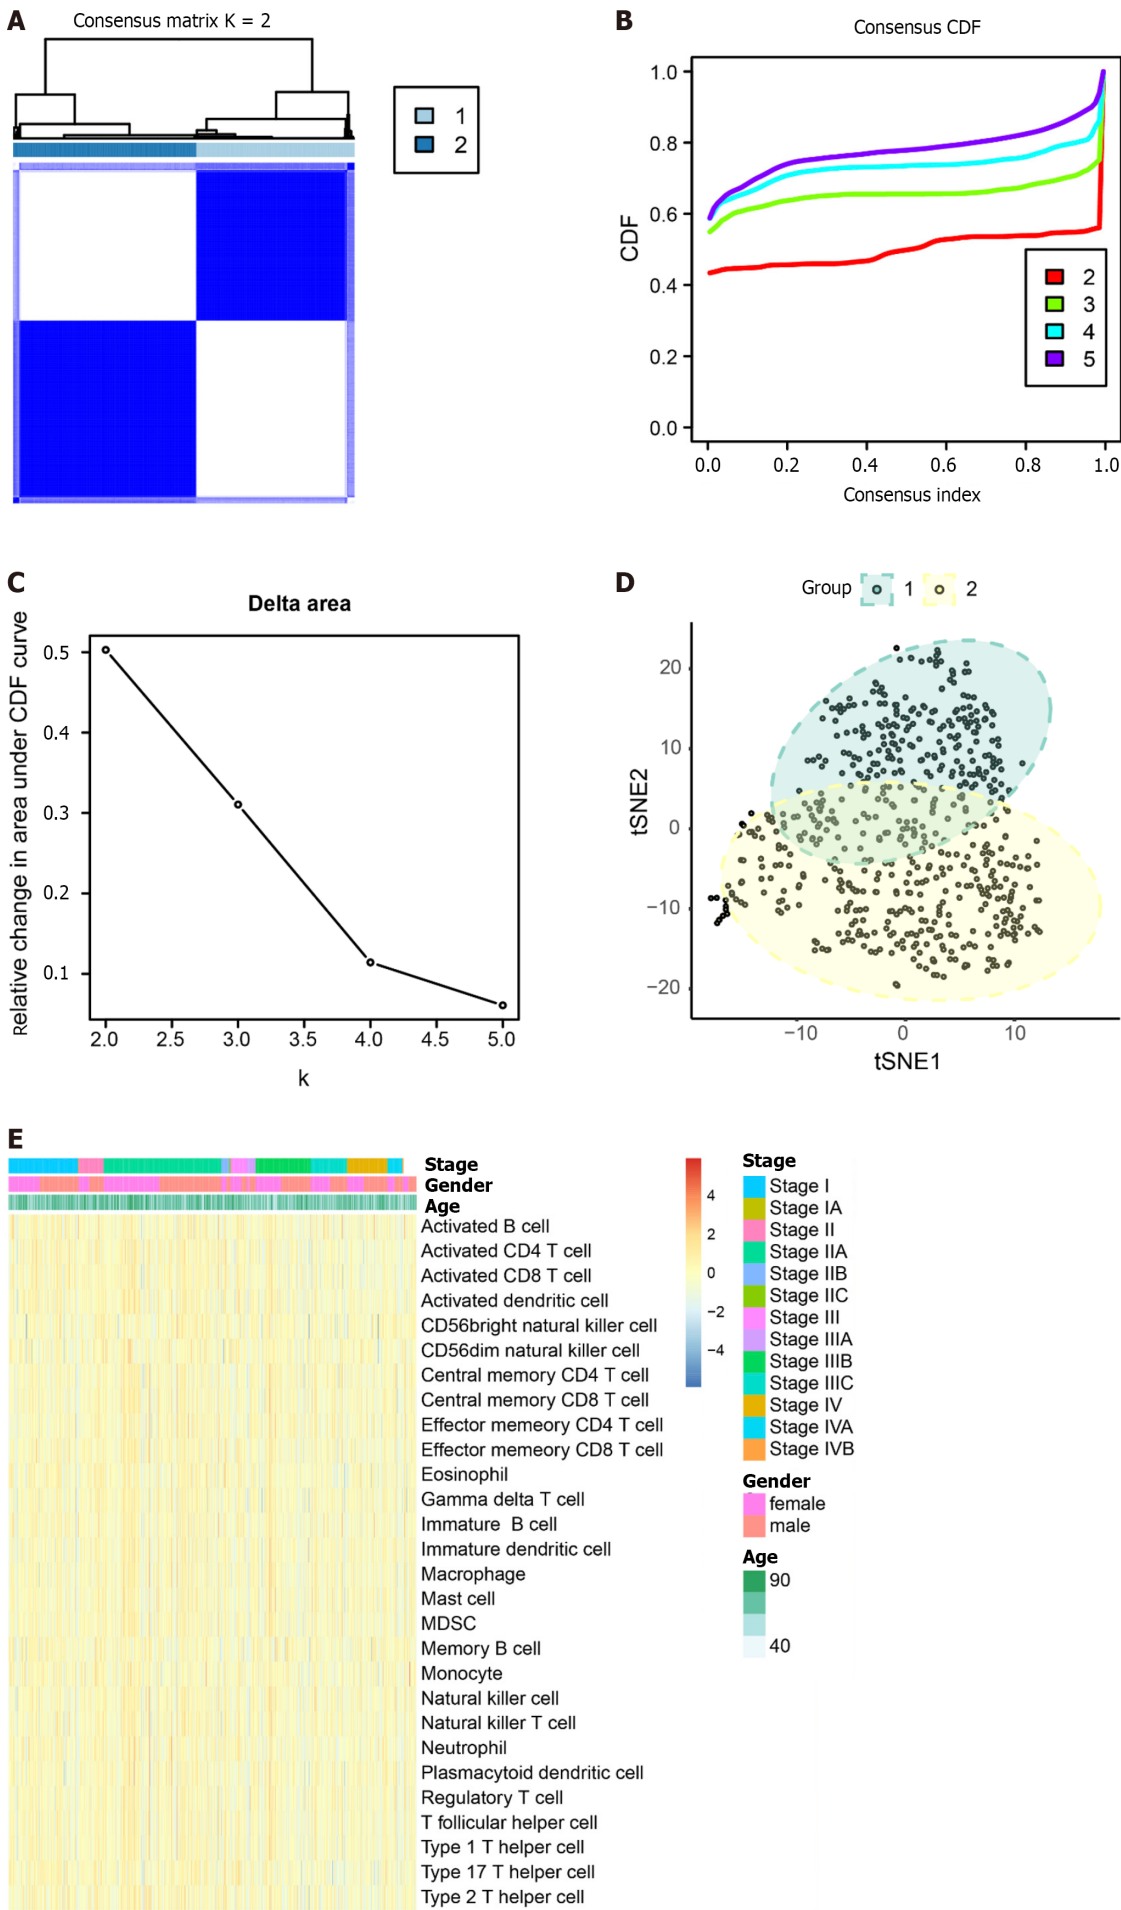 A
Consensus matrix K = 2
1
2
B
Consensus CDF
CDF
1.0
0.8
0.6
0.4
0.2
0.0
0.0 0.2 0.4 0.6 0.8 1.0
Consensus index
2
3
4
5
C
Delta area
Relative change in area under CDF curve
0.5
0.4
0.3
0.2
0.1
2.0 2.5 3.0 3.5 4.0 4.5 5.0
k
D
Group 1 2
tSNE2
20
10
0
−10
−20
−10 0 10
tSNE1
E
Stage
Gender
Age
Activated B cell
Activated CD4 T cell
Activated CD8 T cell
Activated dendritic cell
CD56bright natural killer cell
CD56dim natural killer cell
Central memory CD4 T cell
Central memory CD8 T cell
Effector memeory CD4 T cell
Effector memeory CD8 T cell
Eosinophil
Gamma delta T cell
Immature  B cell
Immature dendritic cell
Macrophage
Mast cell
MDSC
Memory B cell
Monocyte
Natural killer cell
Natural killer T cell
Neutrophil
Plasmacytoid dendritic cell
Regulatory T cell
T follicular helper cell
Type 1 T helper cell
Type 17 T helper cell
Type 2 T helper cell
4
2
0
−2
−4
Stage
Stage I
Stage IA
Stage II
Stage IIA
Stage IIB
Stage IIC
Stage III
Stage IIIA
Stage IIIB
Stage IIIC
Stage IV
Stage IVA
Stage IVB
Gender
female
male
Age
90
40